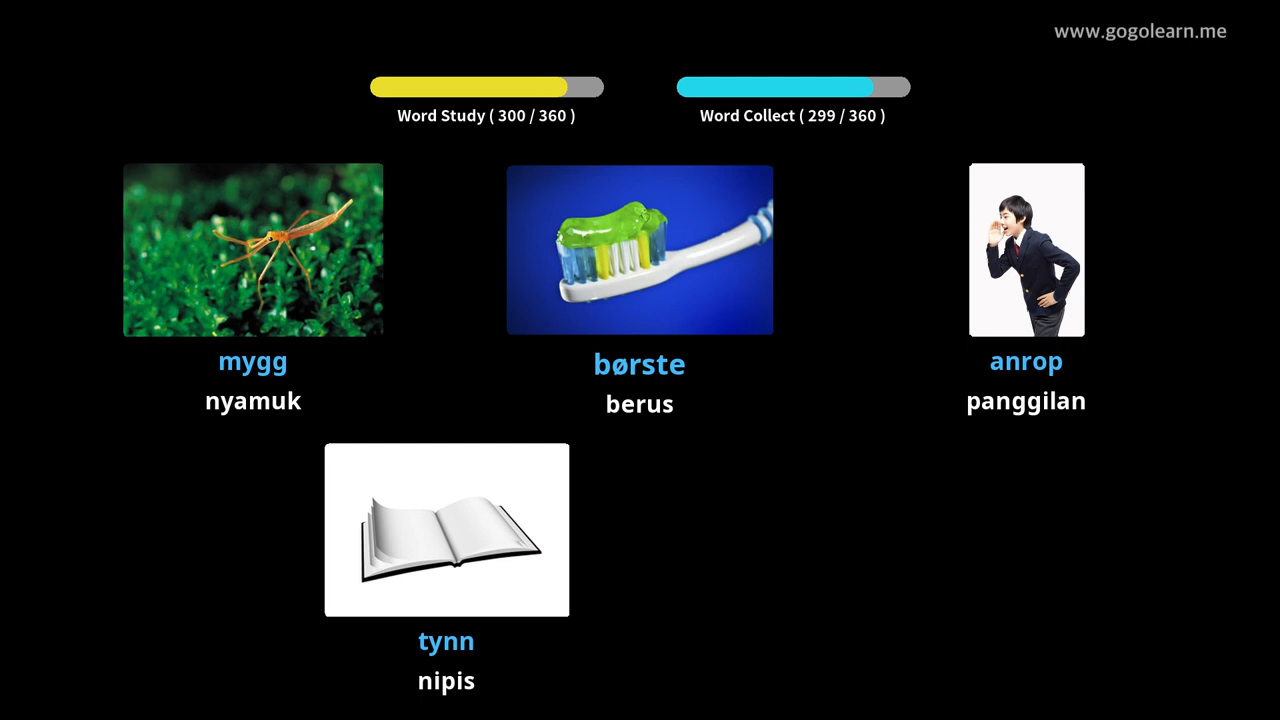 www.gogolearn.me
Word Study ( 300 / 360 )
Word Collect ( 299 / 360 )
mygg
nyamuk
børste
berus
anrop
panggilan
tynn
nipis